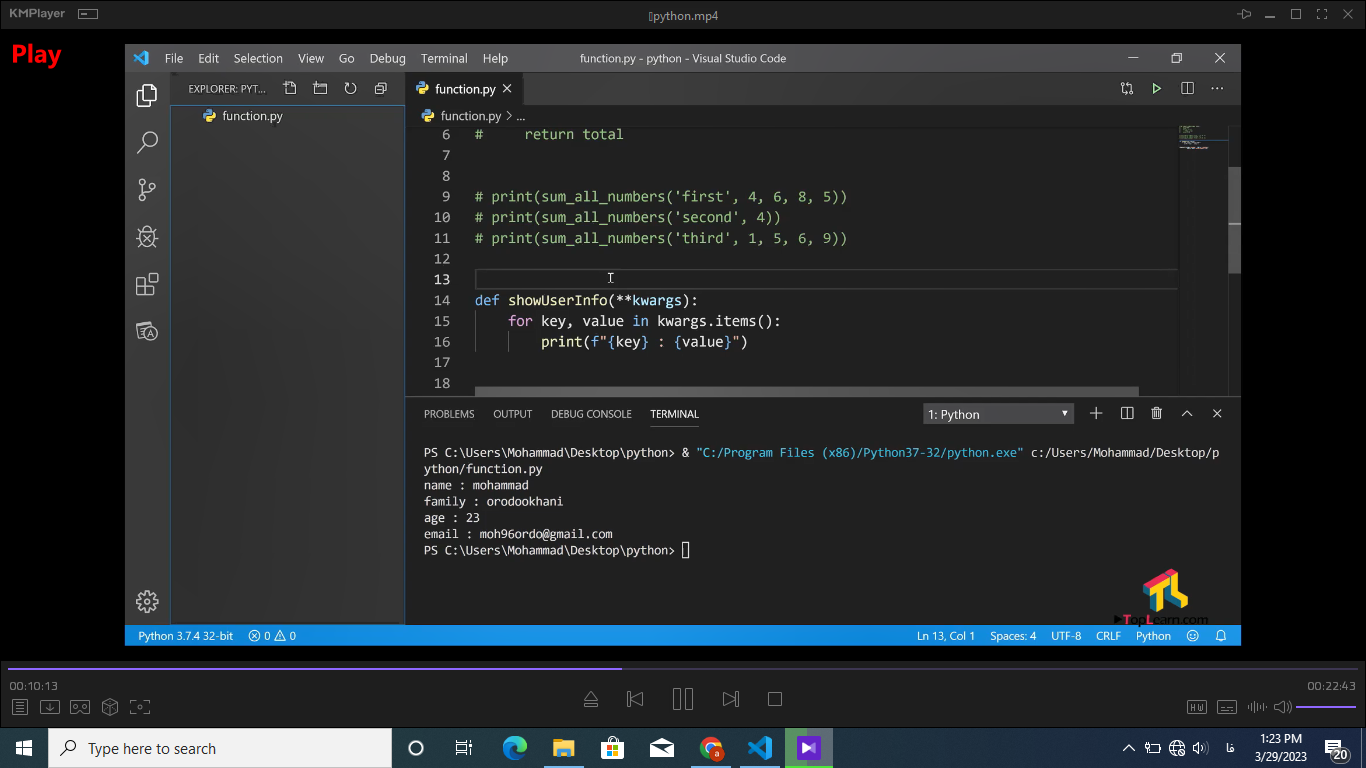 KMPlayer
python.mp4
Play
File Edit Selection View Go Debug Terminal Help
function.py - python - Visual Studio Code
EXPLORER: PYT...
function.py
function.py
function.py > ...
6 #     return total
7
8
9 # print(sum_all_numbers('first', 4, 6, 8, 5))
10 # print(sum_all_numbers('second', 4))
11 # print(sum_all_numbers('third', 1, 5, 6, 9))
12
13
14 def showUserInfo(**kwargs):
15     for key, value in kwargs.items():
16         print(f"{key} : {value}")
17
18
PROBLEMS OUTPUT DEBUG CONSOLE TERMINAL
1: Python
PS C:\Users\Mohammad\Desktop\python> & "C:/Program Files (x86)/Python37-32/python.exe" c:/Users/Mohammad/Desktop/p
ython/function.py
name : mohammad
family : orodookhani
age : 23
email : moh96ordo@gmail.com
PS C:\Users\Mohammad\Desktop\python>
TopLearn.com
Python 3.7.4 32-bit 0 0
Ln 13, Col 1 Spaces: 4 UTF-8 CRLF Python
00:10:13
00:22:43
HW
Type here to search
فا
1:23 PM
3/29/2023
20